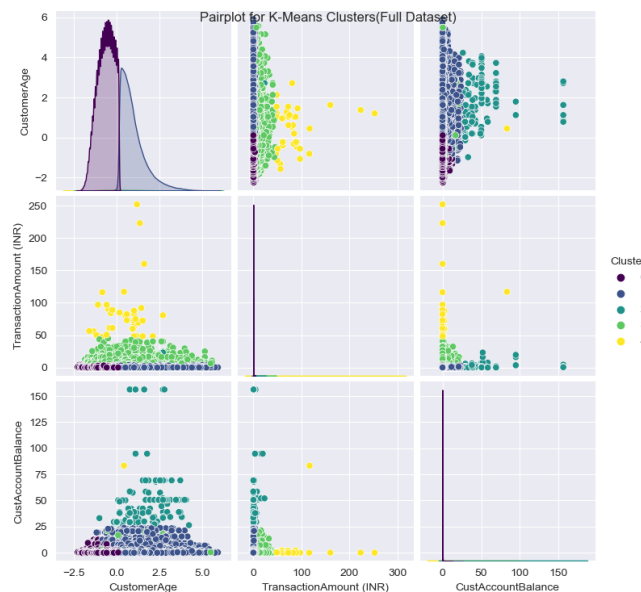 Pairplot for K-Means Clusters(Full Dataset)
6
4
2
0
−2
CustomerAge
250
200
150
100
50
0
TransactionAmount (INR)
Cluster
150
125
100
75
50
25
0
CustAccountBalance
−2.5 0.0 2.5 5.0
0 100 200 300
0 50 100 150
CustomerAge
TransactionAmount (INR)
CustAccountBalance